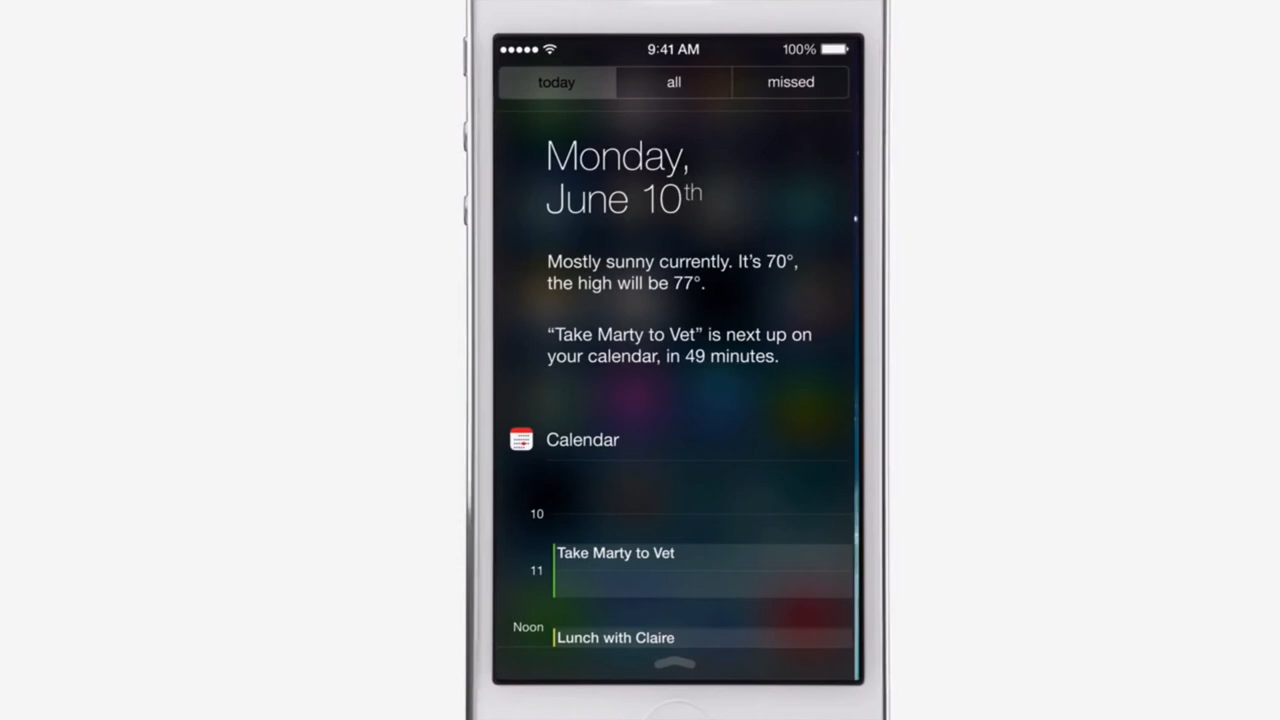 9:41 AM 100%
today all missed
Monday,
June 10th
Mostly sunny currently. It’s 70°,
the high will be 77°.
“Take Marty to Vet” is next up on
your calendar, in 49 minutes.
Calendar
10
Take Marty to Vet
11
Noon
Lunch with Claire